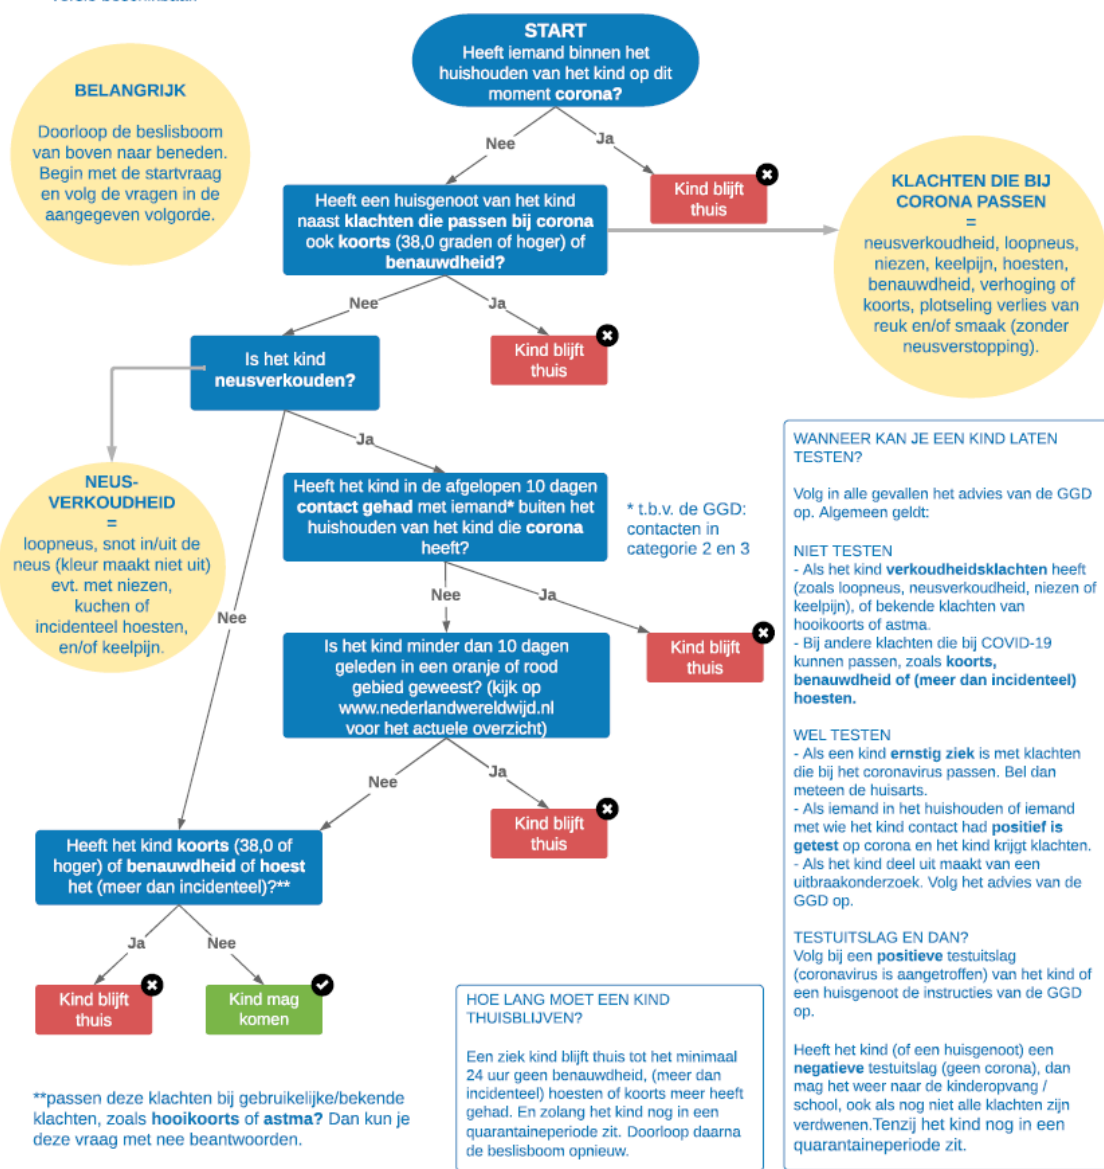 START
Heeft iemand binnen het
huishouden van het kind op dit
moment corona?
BELANGRIJK
Doorloop de beslisboom
van boven naar beneden.
Begin met de startvraag
en volg de vragen in de
aangegeven volgorde.
Nee
Ja
Kind blijft
thuis
Heeft een huisgenoot van het kind
naast klachten die passen bij corona
ook koorts (38,0 graden of hoger) of
benauwdheid?
KLACHTEN DIE BIJ
CORONA PASSEN
=
neusverkoudheid, loopneus,
niezen, keelpijn, hoesten,
benauwdheid, verhoging of
koorts, plotseling verlies van
reuk en/of smaak (zonder
neusverstopping).
Nee
Ja
Kind blijft
thuis
Is het kind
neusverkouden?
Ja
Nee
NEUS-
VERKOUDHEID
=
loopneus, snot in/uit de
neus (kleur maakt niet uit)
evt. met niezen,
kuchen of
incidenteel hoesten,
en/of keelpijn.
Heeft het kind in de afgelopen 10 dagen
contact gehad met iemand* buiten het
huishouden van het kind die corona
heeft?
* t.b.v. de GGD:
contacten in
categorie 2 en 3
Nee
Ja
Kind blijft
thuis
Is het kind minder dan 10 dagen
geleden in een oranje of rood
gebied geweest? (kijk op
www.nederlandwereldwijd.nl
voor het actuele overzicht)
Nee
Ja
Kind blijft
thuis
Heeft het kind koorts (38,0 of
hoger) of benauwdheid of hoest
het (meer dan incidenteel)?**
Ja
Nee
Kind blijft
thuis
Kind mag
komen
**passen deze klachten bij gebruikelijke/bekende
klachten, zoals hooikoorts of astma? Dan kun je
deze vraag met nee beantwoorden.
HOE LANG MOET EEN KIND
THUISBLIJVEN?
Een ziek kind blijft thuis tot het minimaal
24 uur geen benauwdheid, (meer dan
incidenteel) hoesten of koorts meer heeft
gehad. En zolang het kind nog in een
quarantaineperiode zit. Doorloop daarna
de beslisboom opnieuw.
WANNEER KAN JE EEN KIND LATEN
TESTEN?
Volg in alle gevallen het advies van de GGD
op. Algemeen geldt:
NIET TESTEN
- Als het kind verkoudheidsklachten heeft
(zoals loopneus, neusverkoudheid, niezen of
keelpijn), of bekende klachten van
hooikoorts of astma.
- Bij andere klachten die bij COVID-19
kunnen passen, zoals koorts,
benauwdheid of (meer dan incidenteel)
hoesten.
WEL TESTEN
- Als een kind ernstig ziek is met klachten
die bij het coronavirus passen. Bel dan
meteen de huisarts.
- Als iemand in het huishouden of iemand
met wie het kind contact had positief is
getest op corona en het kind krijgt klachten.
- Als het kind deel uit maakt van een
uitbraakonderzoek. Volg het advies van de
GGD op.
TESTUITSLAG EN DAN?
Volg bij een positieve testuitslag
(coronavirus is aangetroffen) van het kind of
een huisgenoot de instructies van de GGD
op.
Heeft het kind (of een huisgenoot) een
negatieve testuitslag (geen corona), dan
mag het weer naar de kinderopvang /
school, ook als nog niet alle klachten zijn
verdwenen.Tenzij het kind nog in een
quarantaineperiode zit.